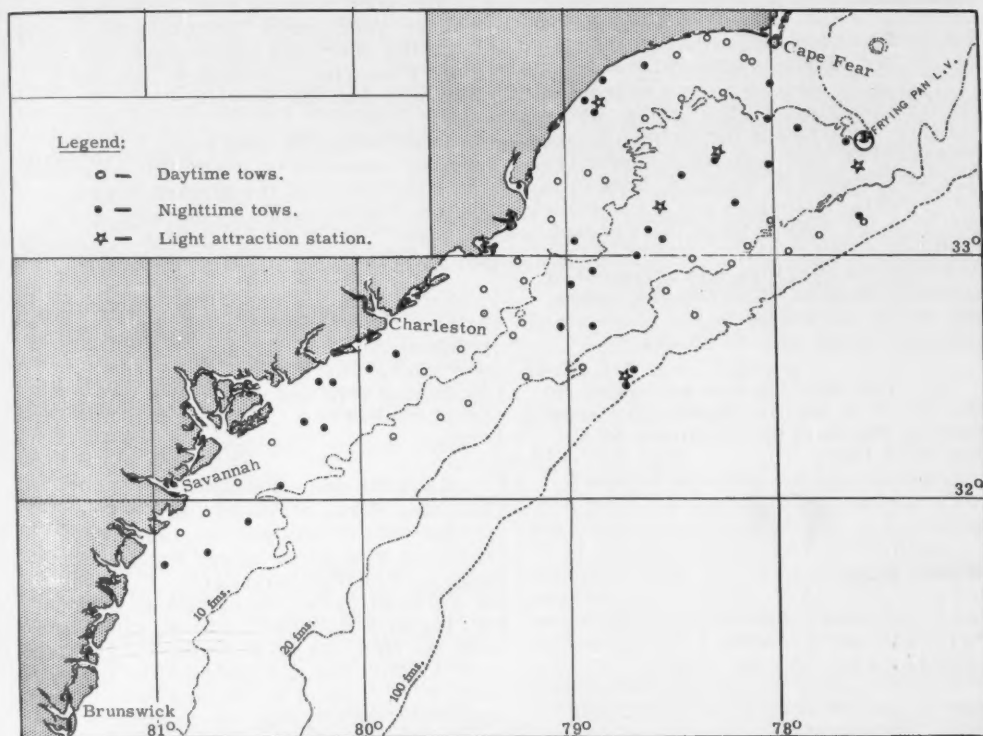 Cape Fear
FRYING PAN L.V.
Legend:
Daytime tows.
Nighttime tows.
Light attraction station.
33°
Charleston
Savannah
32°
10 fms.
20 fms.
100 fms.
Brunswick
81°
80°
79°
78°